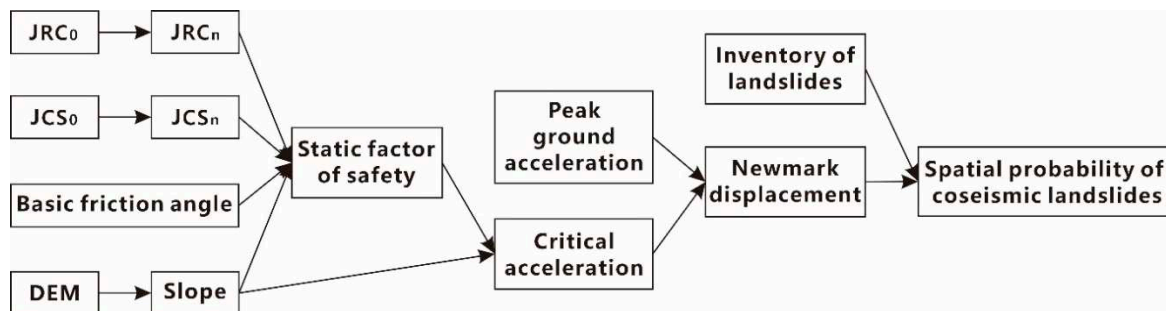 JRC₀
JRCₙ
JCS₀
JCSₙ
Basic friction angle
DEM
Slope
Static factor
of safety
Peak
ground
acceleration
Critical
acceleration
Inventory of
landslides
Newmark
displacement
Spatial probability of
coseismic landslides